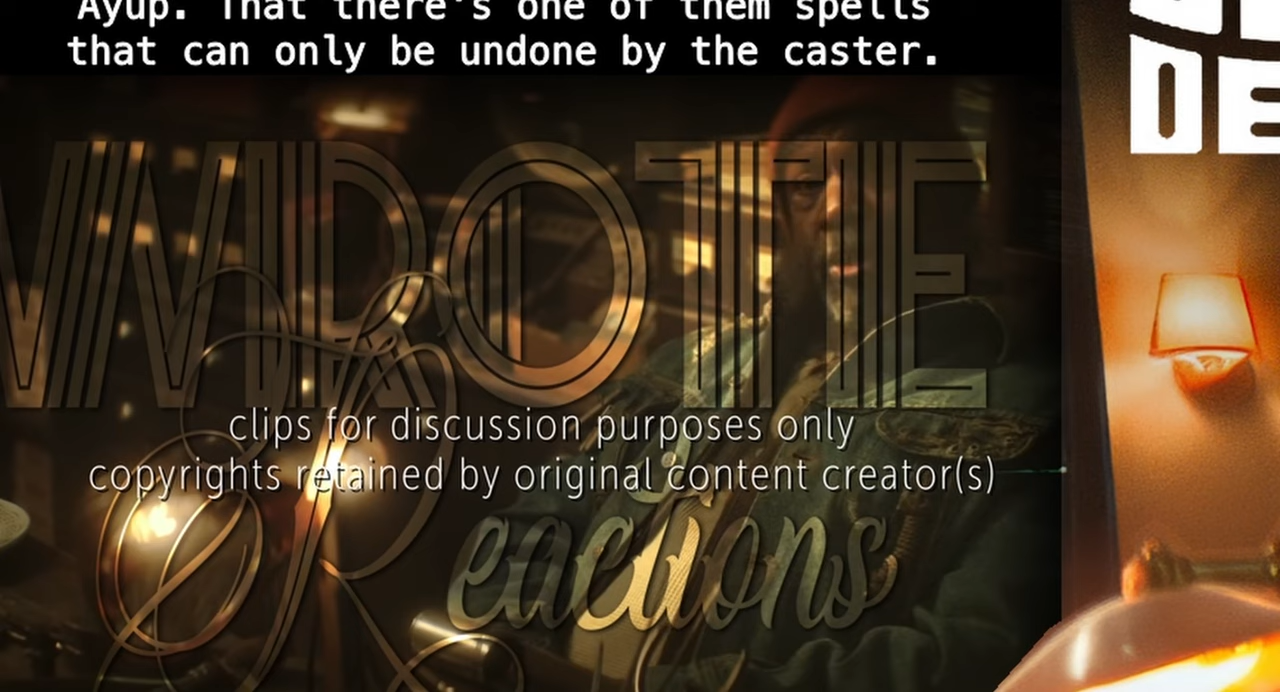 Ayup. That there's one of them spells
that can only be undone by the caster.
DE
clips for discussion purposes only
copyrights retained by original content creator(s)
Reactions